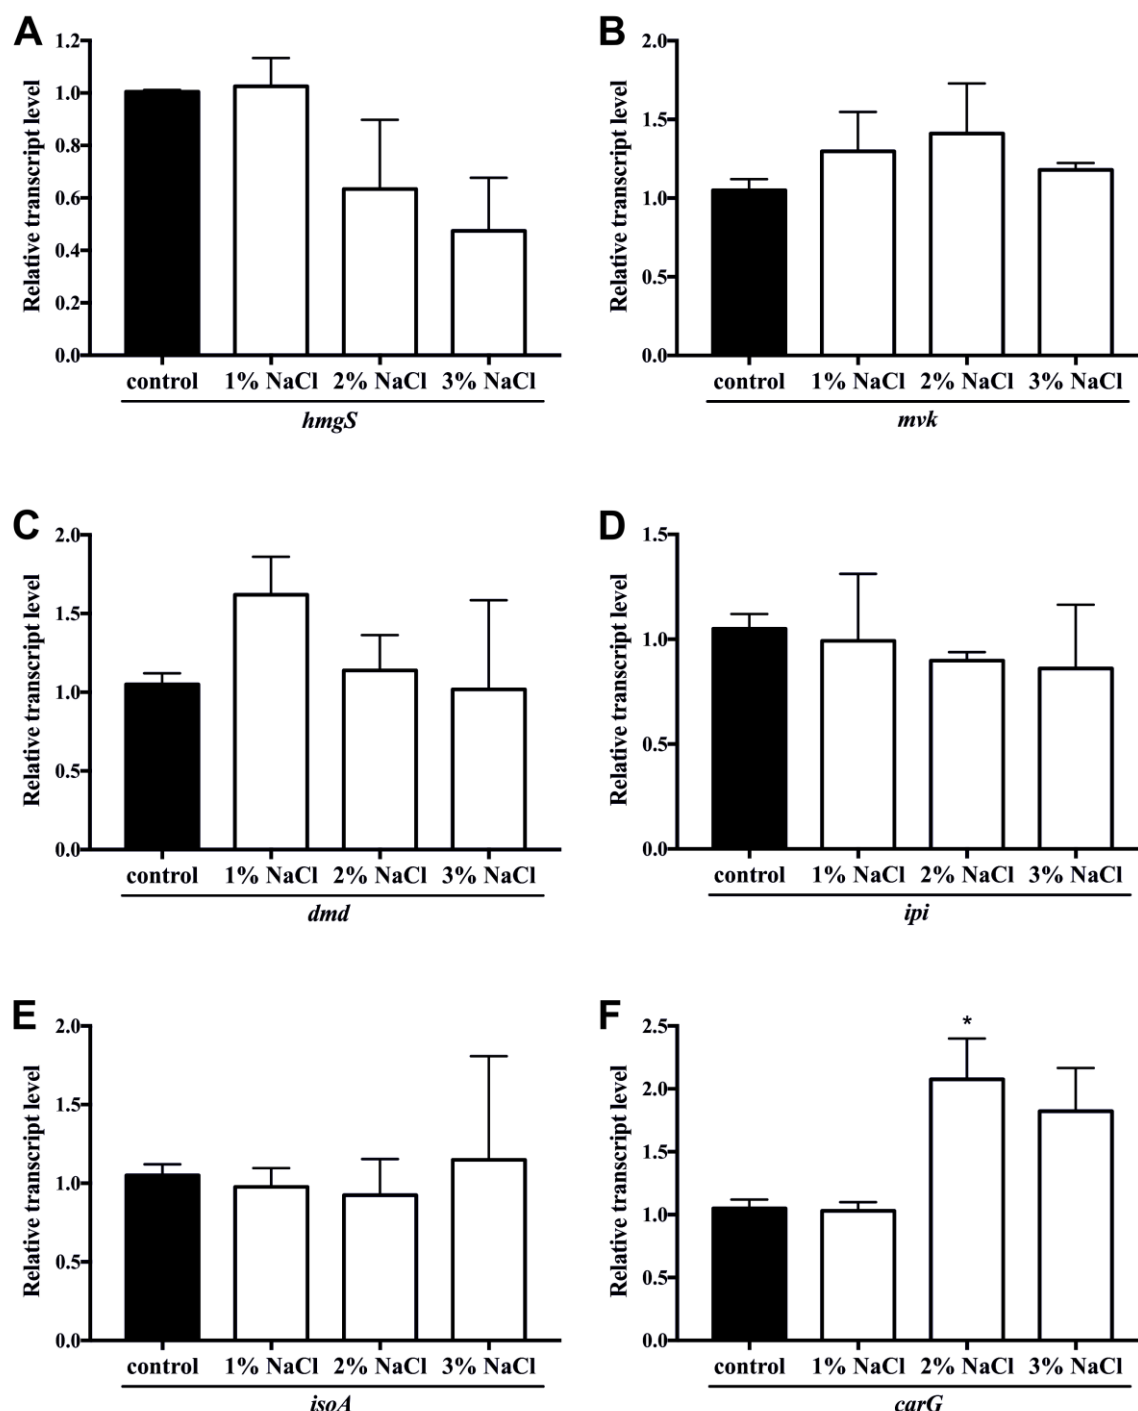 A
Relative transcript level
1.2
1.0
0.8
0.6
0.4
0.2
0.0
control 1% NaCl 2% NaCl 3% NaCl
hmgS
B
Relative transcript level
2.0
1.5
1.0
0.5
0.0
control 1% NaCl 2% NaCl 3% NaCl
mvk
C
Relative transcript level
2.0
1.5
1.0
0.5
0.0
control 1% NaCl 2% NaCl 3% NaCl
dmd
D
Relative transcript level
1.5
1.0
0.5
0.0
control 1% NaCl 2% NaCl 3% NaCl
ipi
E
Relative transcript level
2.0
1.5
1.0
0.5
0.0
control 1% NaCl 2% NaCl 3% NaCl
isoA
F
Relative transcript level
2.5
2.0
1.5
1.0
0.5
0.0
*
control 1% NaCl 2% NaCl 3% NaCl
carG